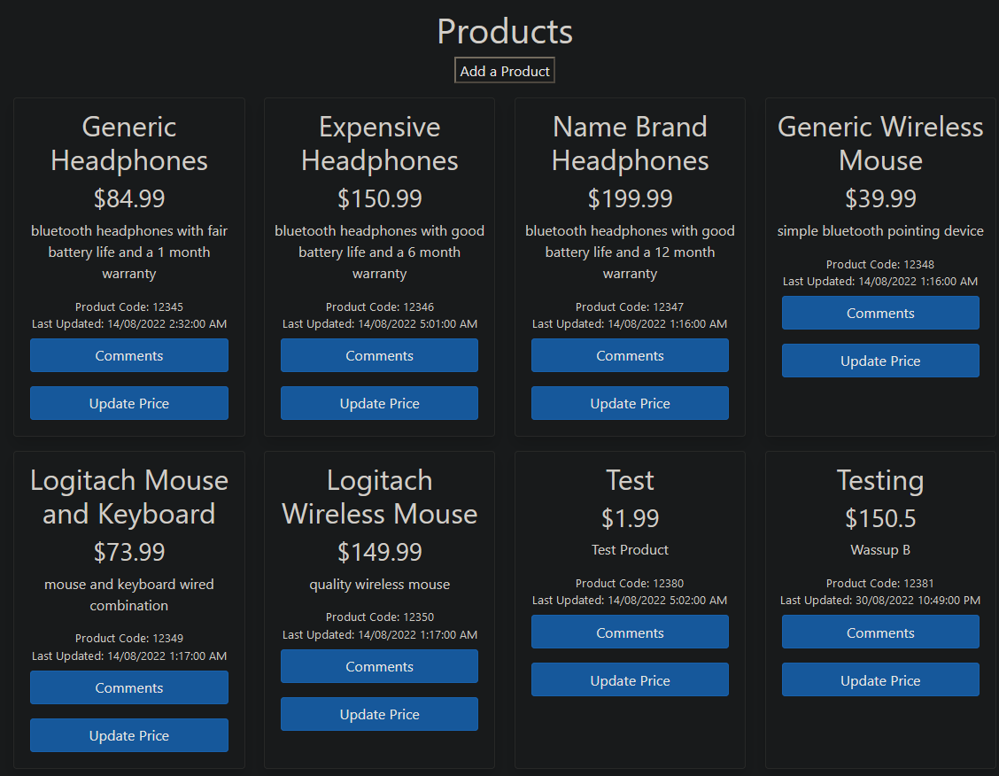 Products
Add a Product
Generic
Headphones
$84.99
bluetooth headphones with fair
battery life and a 1 month
warranty
Product Code: 12345
Last Updated: 14/08/2022 2:32:00 AM
Comments
Update Price
Expensive
Headphones
$150.99
bluetooth headphones with good
battery life and a 6 month
warranty
Product Code: 12346
Last Updated: 14/08/2022 5:01:00 AM
Comments
Update Price
Name Brand
Headphones
$199.99
bluetooth headphones with good
battery life and a 12 month
warranty
Product Code: 12347
Last Updated: 14/08/2022 1:16:00 AM
Comments
Update Price
Generic Wireless
Mouse
$39.99
simple bluetooth pointing device
Product Code: 12348
Last Updated: 14/08/2022 1:16:00 AM
Comments
Update Price
Logitach Mouse
and Keyboard
$73.99
mouse and keyboard wired
combination
Product Code: 12349
Last Updated: 14/08/2022 1:17:00 AM
Comments
Update Price
Logitach
Wireless Mouse
$149.99
quality wireless mouse
Product Code: 12350
Last Updated: 14/08/2022 1:17:00 AM
Comments
Update Price
Test
$1.99
Test Product
Product Code: 12380
Last Updated: 14/08/2022 5:02:00 AM
Comments
Update Price
Testing
$150.5
Wassup B
Product Code: 12381
Last Updated: 30/08/2022 10:49:00 PM
Comments
Update Price